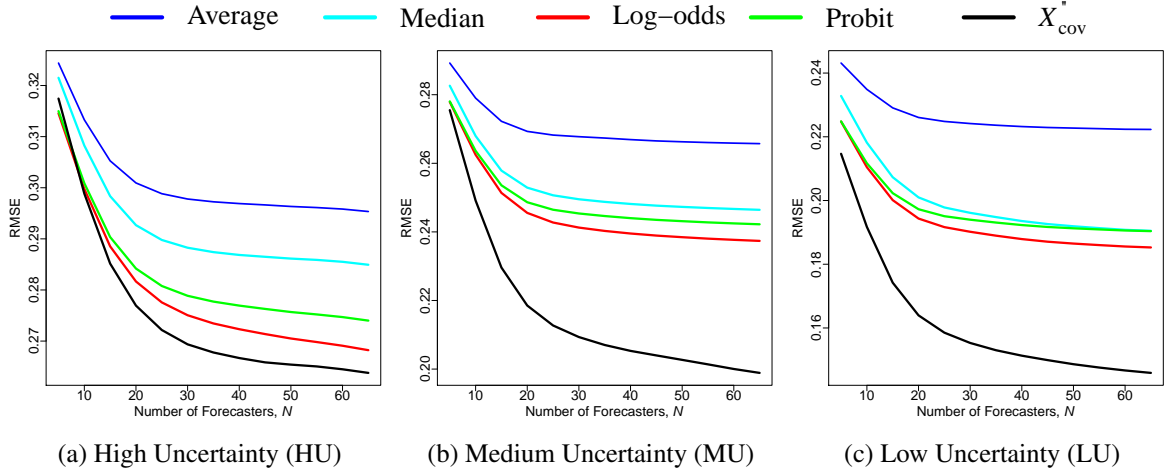 Average Median Log−odds Probit X″cov
0.32
0.31
0.30
0.29
0.28
0.27
RMSE
10 20 30 40 50 60
Number of Forecasters, N
(a) High Uncertainty (HU)
0.28
0.26
0.24
0.22
0.20
RMSE
10 20 30 40 50 60
Number of Forecasters, N
(b) Medium Uncertainty (MU)
0.24
0.22
0.20
0.18
0.16
RMSE
10 20 30 40 50 60
Number of Forecasters, N
(c) Low Uncertainty (LU)